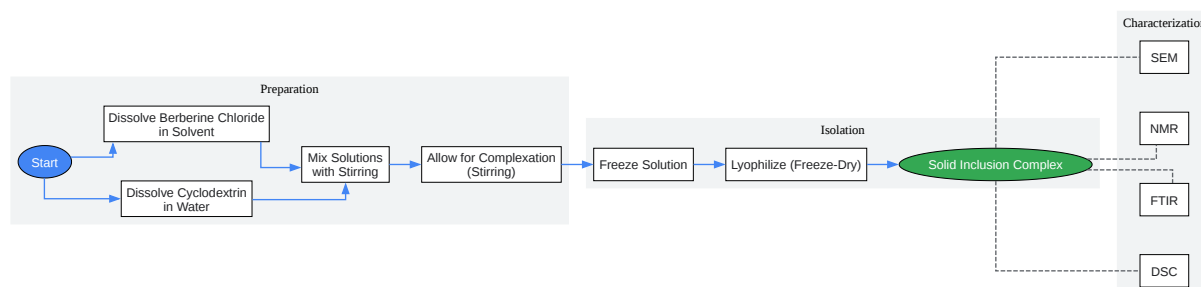 Preparation
Start
Dissolve Berberine Chloride
in Solvent
Dissolve Cyclodextrin
in Water
Mix Solutions
with Stirring
Allow for Complexation
(Stirring)
Isolation
Freeze Solution
Lyophilize (Freeze-Dry)
Solid Inclusion Complex
Characterization
SEM
NMR
FTIR
DSC